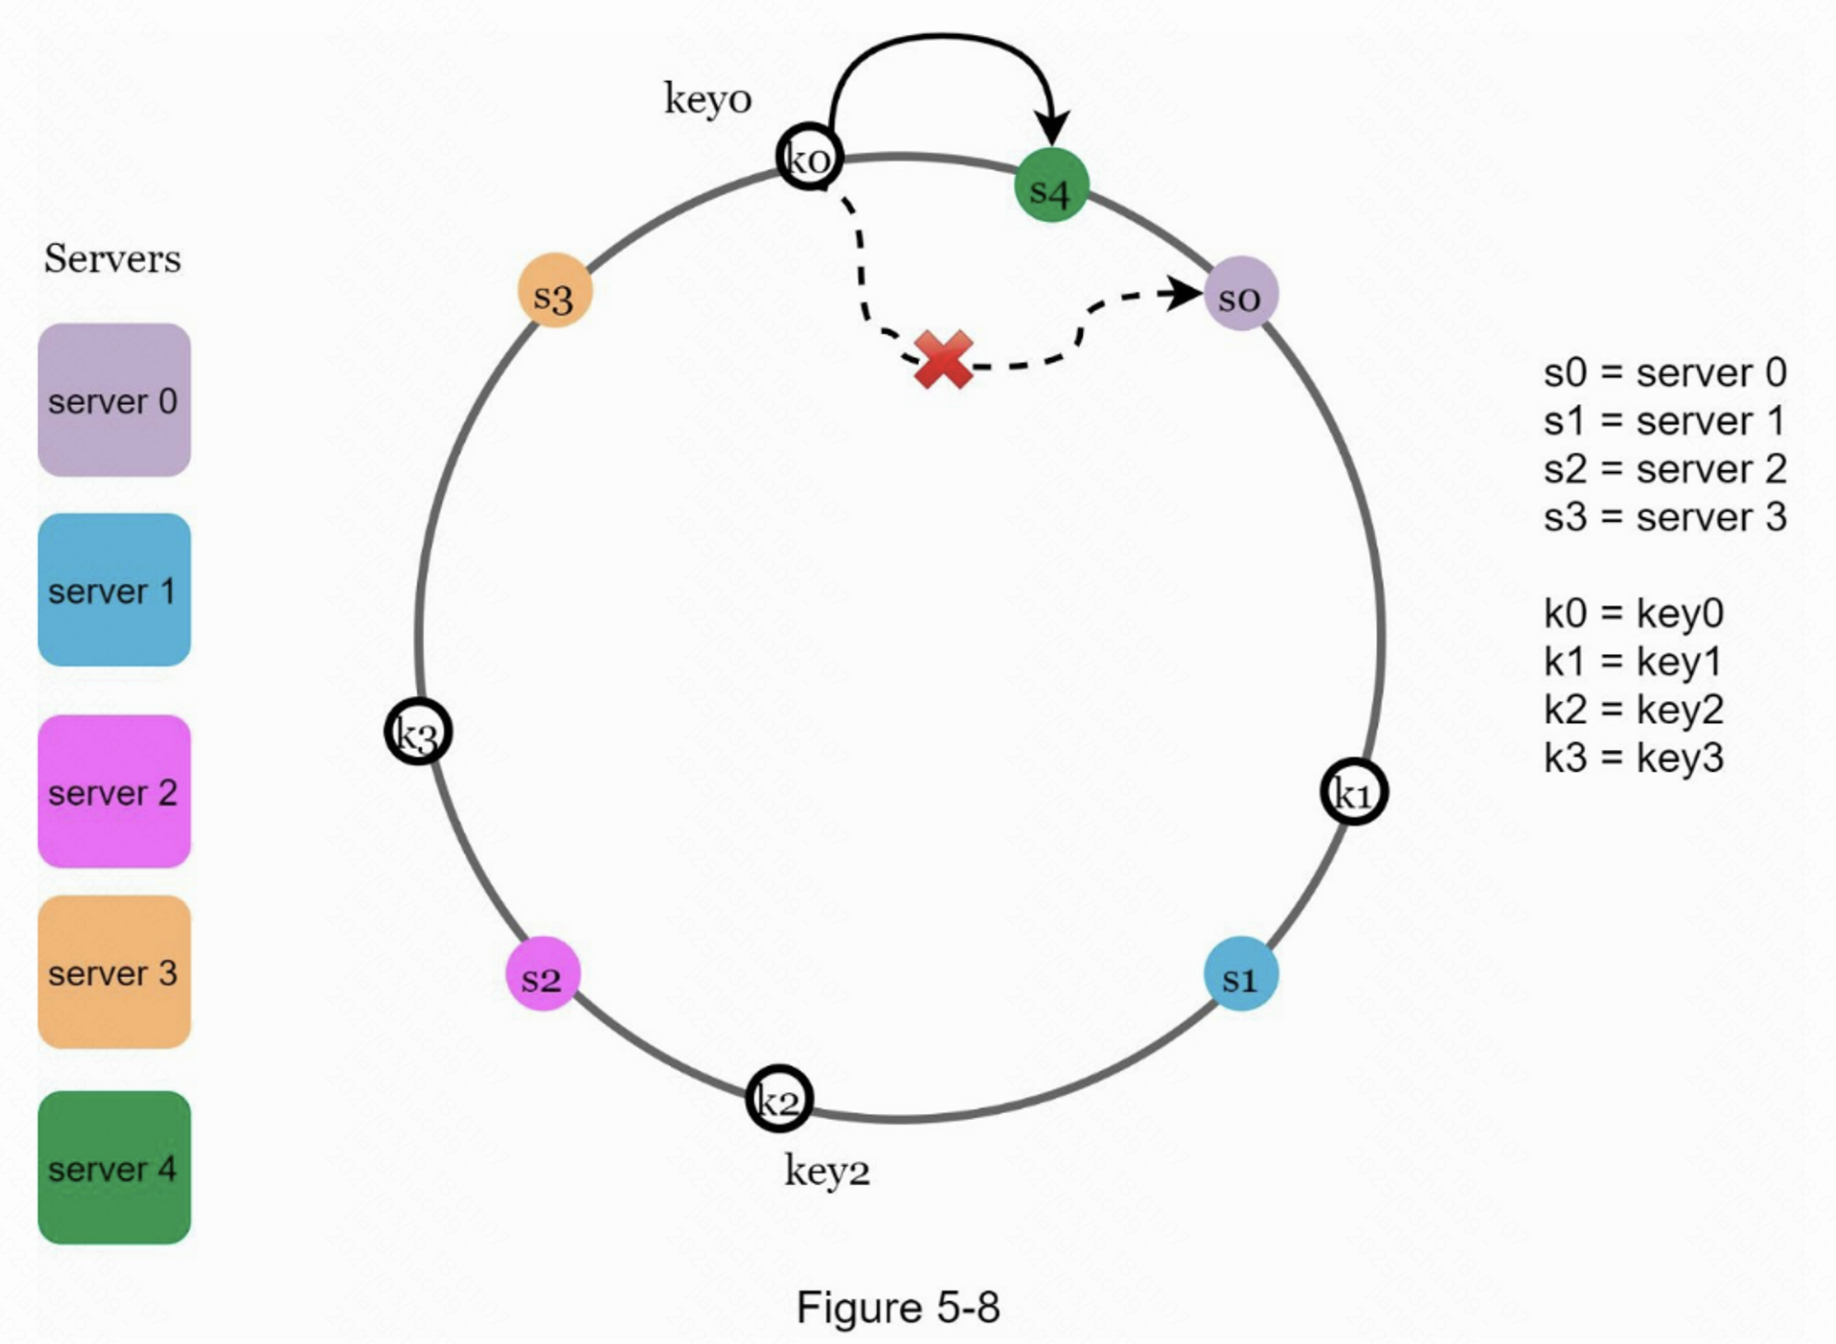 keyo
ko
s4
Servers
s3
so
server 0
s0 = server 0
s1 = server 1
s2 = server 2
s3 = server 3
server 1
k0 = key0
k1 = key1
k2 = key2
k3 = key3
k3
server 2
k1
server 3
s2
s1
k2
server 4
key2
Figure 5-8